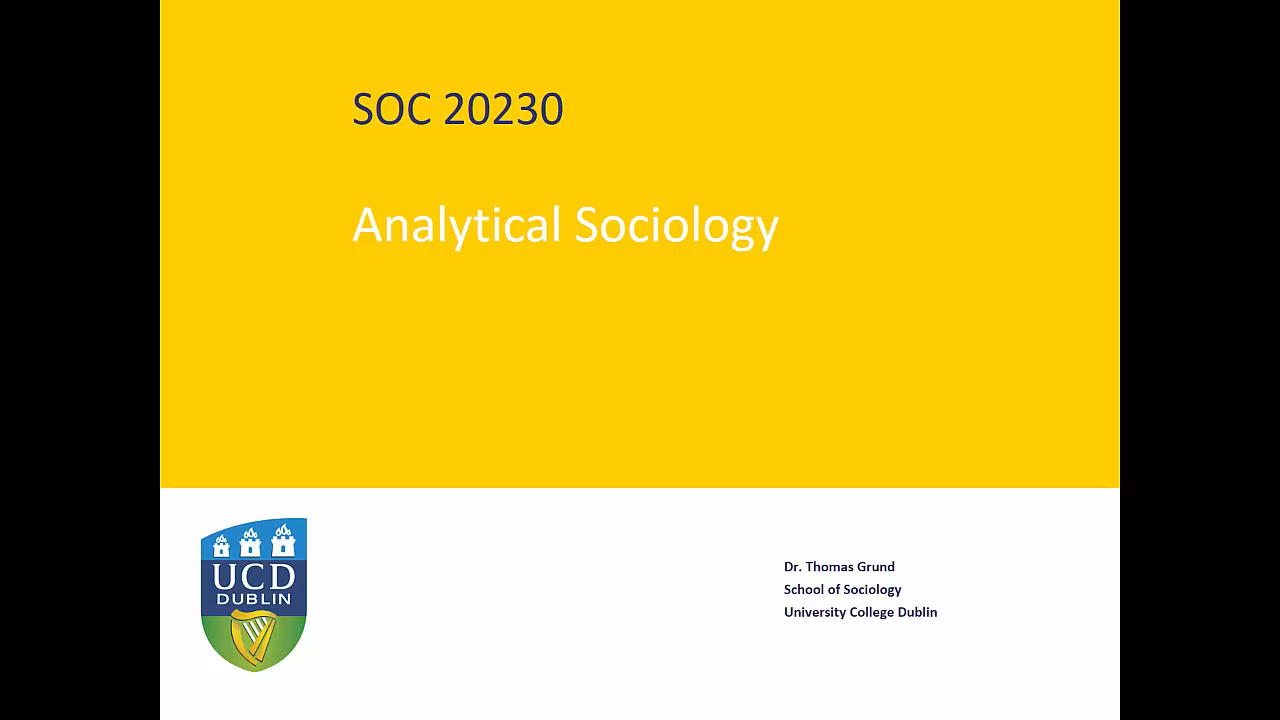 SOC 20230
Analytical Sociology
UCD
DUBLIN
Dr. Thomas Grund
School of Sociology
University College Dublin